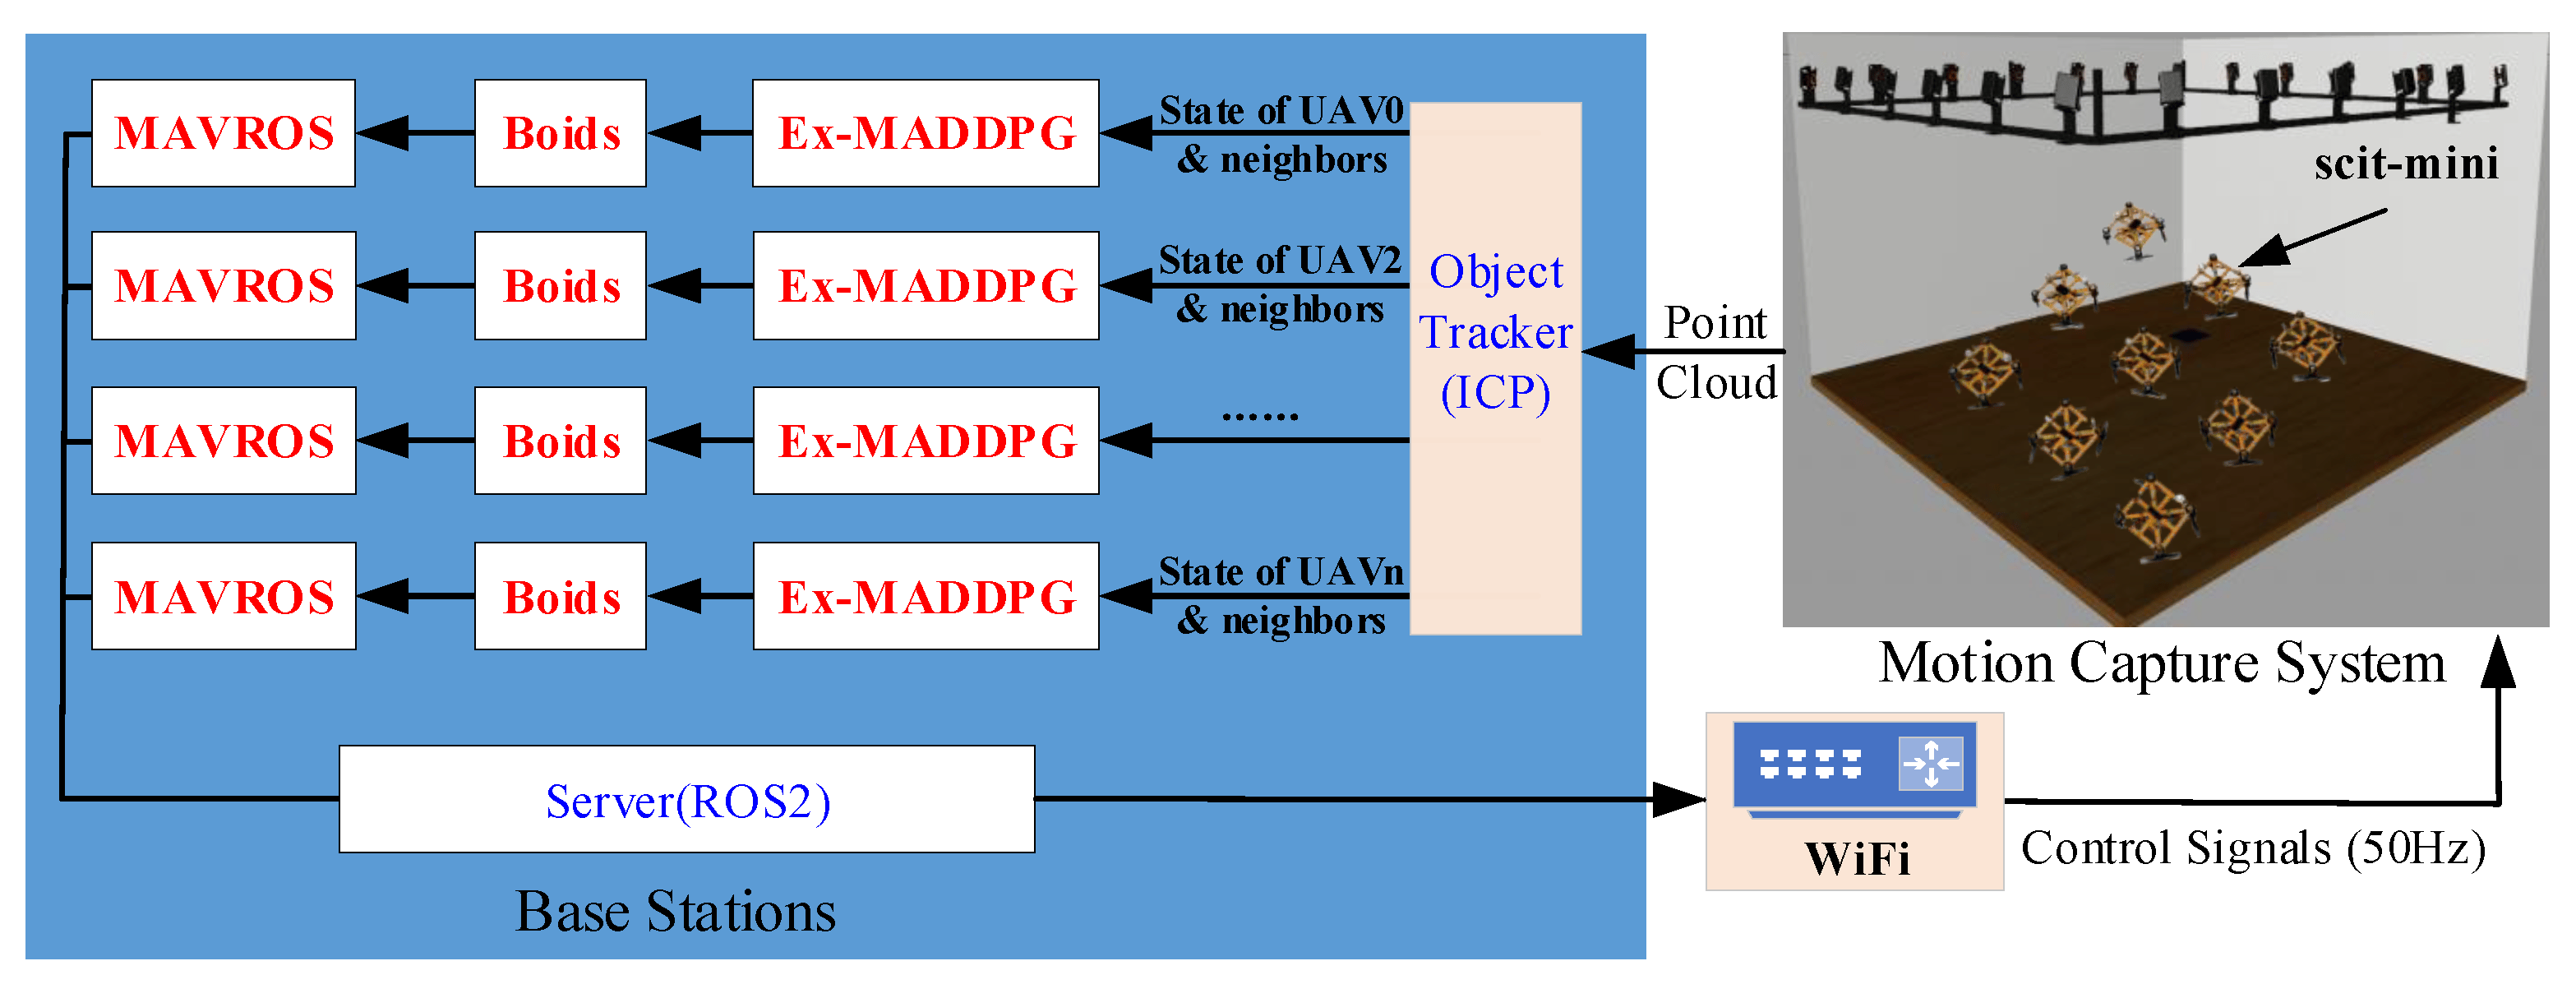 State of UAV0
MAVROS
Boids
Ex-MADDPG
& neighbors
scit-mini
State of UAV2
MAVROS
Boids
Ex-MADDPG
& neighbors
Object
Tracker
(ICP)
Point
Cloud
MAVROS
Boids
Ex-MADDPG
......
State of UAVn
MAVROS
Boids
Ex-MADDPG
& neighbors
Motion Capture System
Server(ROS2)
WiFi
Control Signals (50Hz)
Base Stations